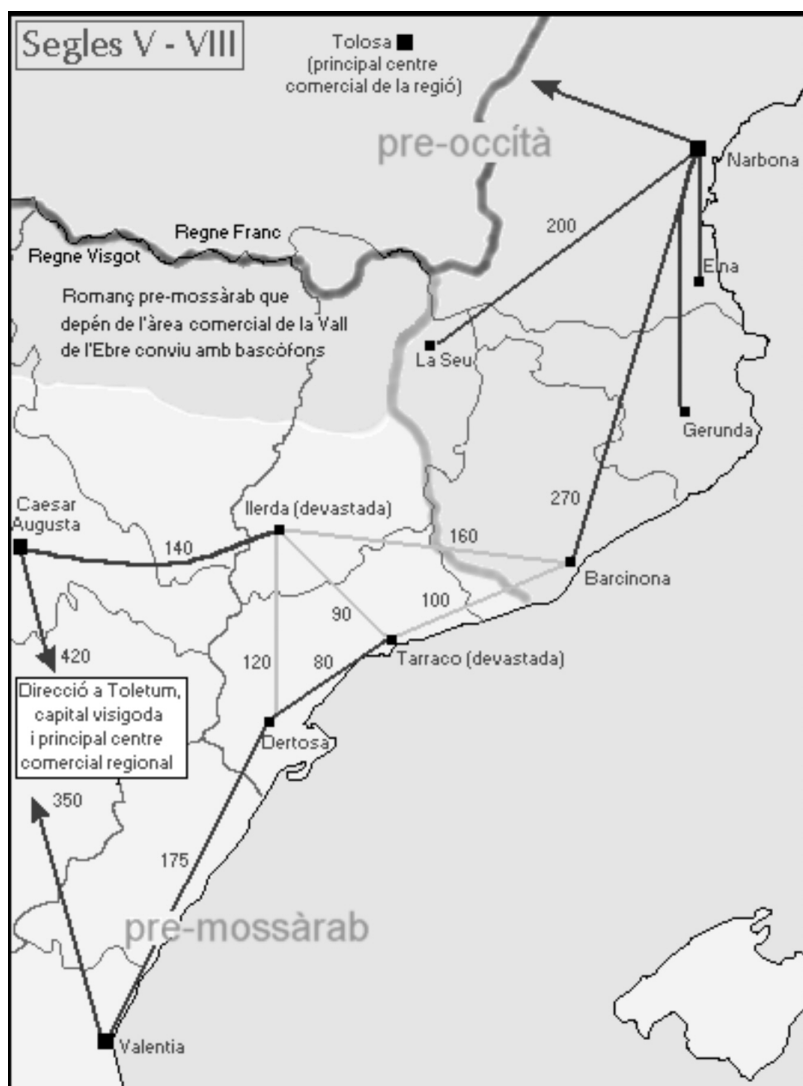 Segles V - VIII
Tolosa
(principal centre
comercial de la regió)
pre-occità
Narbona
200
Elna
Regne Franc
Regne Visgot
Romanç pre-mossàrab que
depén de l'àrea comercial de la Vall
de l'Ebre conviu amb bascòfons
La Seu
Gerunda
Caesar
Augusta
Ilerda (devastada)
270
140
160
Barcinona
90
100
420
120
80
Tarraco (devastada)
Direcció a Toletum,
capital visigoda
i principal centre
comercial regional
Dertosa
350
175
pre-mossàrab
Valentia